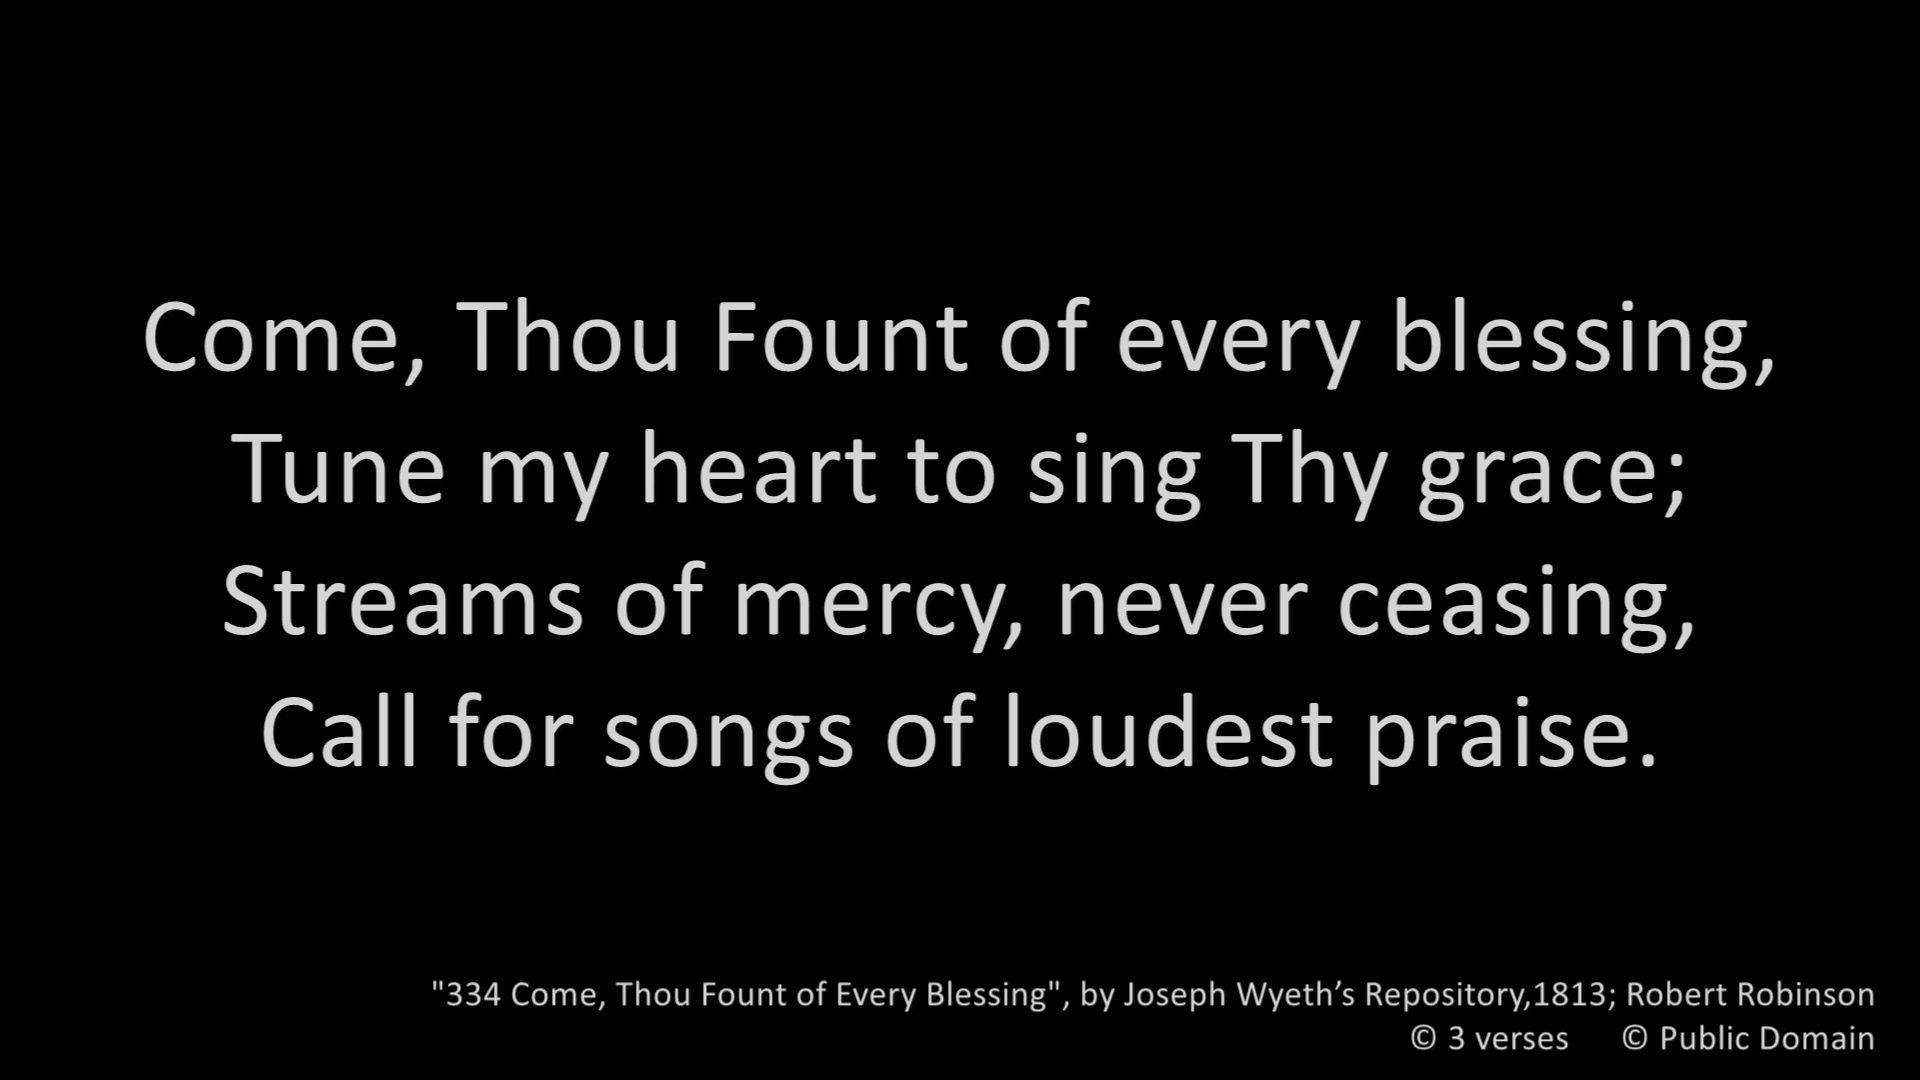 Come, Thou Fount of every blessing,
Tune my heart to sing Thy grace;
Streams of mercy, never ceasing,
Call for songs of loudest praise.
"334 Come, Thou Fount of Every Blessing", by Joseph Wyeth’s Repository,1813; Robert Robinson
© 3 verses © Public Domain